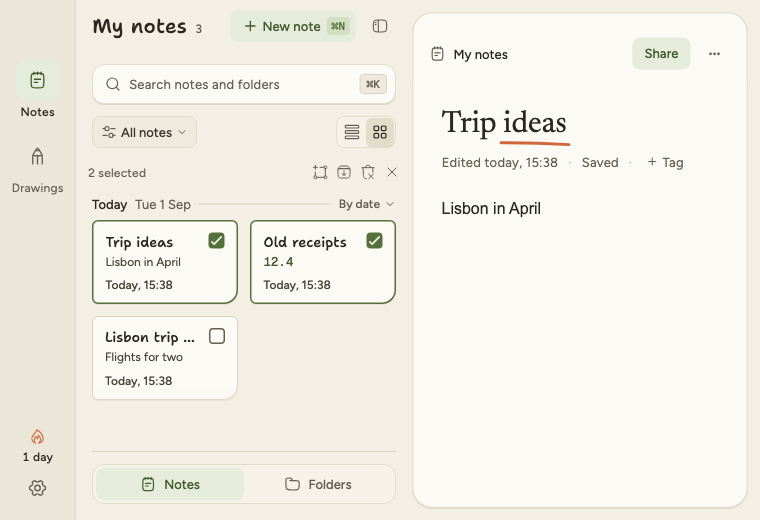 My notes 3
+ New note ⌘N
Search notes and folders ⌘K
All notes
2 selected
Today Tue 1 Sep By date
Trip ideas
Lisbon in April
Today, 15:38
Old receipts
12.4
Today, 15:38
Lisbon trip ...
Flights for two
Today, 15:38
Notes
Folders
Notes
Drawings
1 day
My notes
Share
Trip ideas
Edited today, 15:38 · Saved · + Tag
Lisbon in April